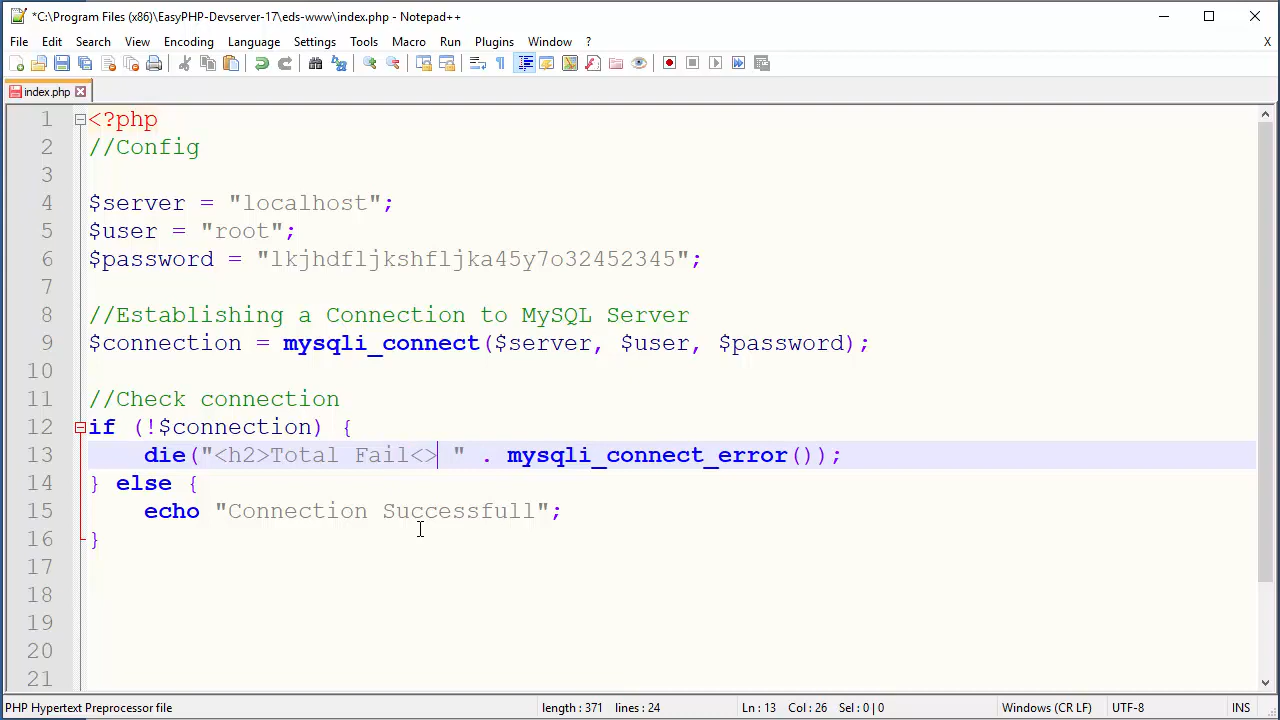 *C:\Program Files (x86)\EasyPHP-Devserver-17\eds-www\index.php - Notepad++
File Edit Search View Encoding Language Settings Tools Macro Run Plugins Window ? X
index.php
1 <?php
2 //Config
3
4 $server = "localhost";
5 $user = "root";
6 $password = "lkjhdfljkshfljka45y7o32452345";
7
8 //Establishing a Connection to MySQL Server
9 $connection = mysqli_connect($server, $user, $password);
10
11 //Check connection
12 if (!$connection) {
13 die("<h2>Total Fail<> " . mysqli_connect_error());
14 } else {
15 echo "Connection Successfull";
16 }
17
18
19
20
21
PHP Hypertext Preprocessor file length : 371 lines : 24 Ln : 13 Col : 26 Sel : 0 | 0 Windows (CR LF) UTF-8 INS